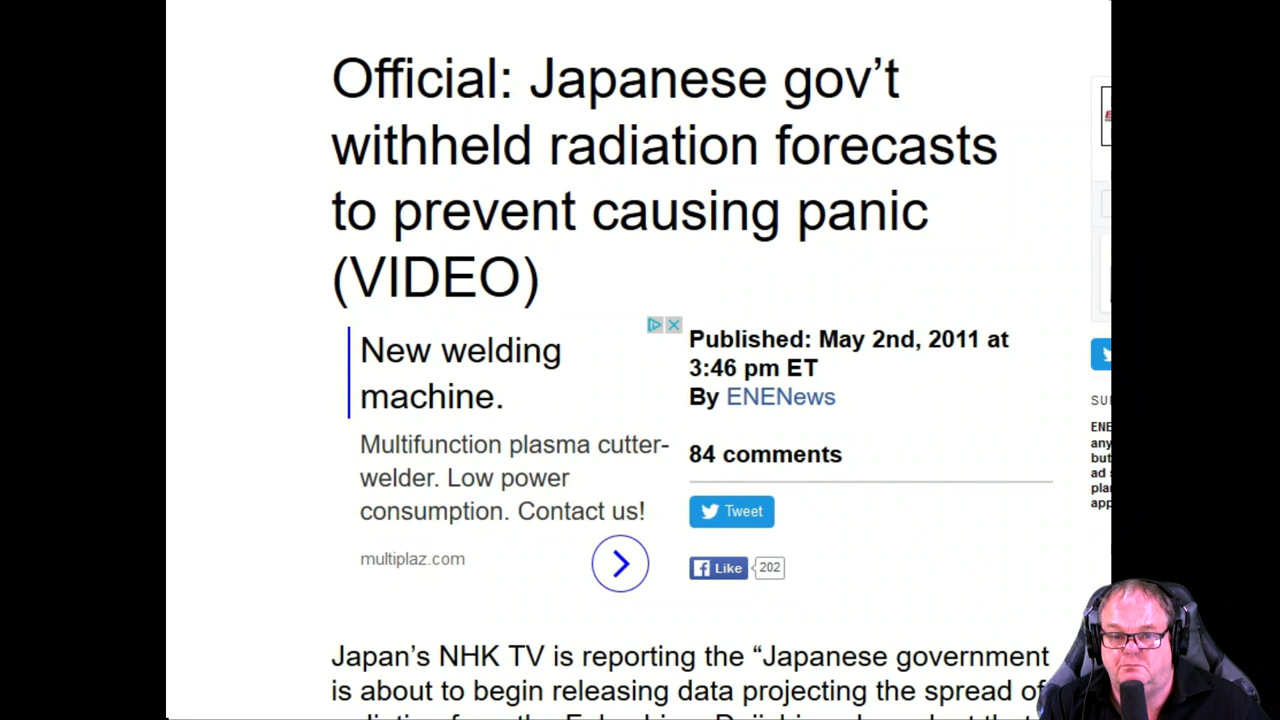 Official: Japanese gov’t
withheld radiation forecasts
to prevent causing panic
(VIDEO)
New welding
machine.
Multifunction plasma cutter-
welder. Low power
consumption. Contact us!
multiplaz.com
Published: May 2nd, 2011 at
3:46 pm ET
By ENENews
84 comments
Tweet
Like 202
Japan’s NHK TV is reporting the “Japanese government
is about to begin releasing data projecting the spread of